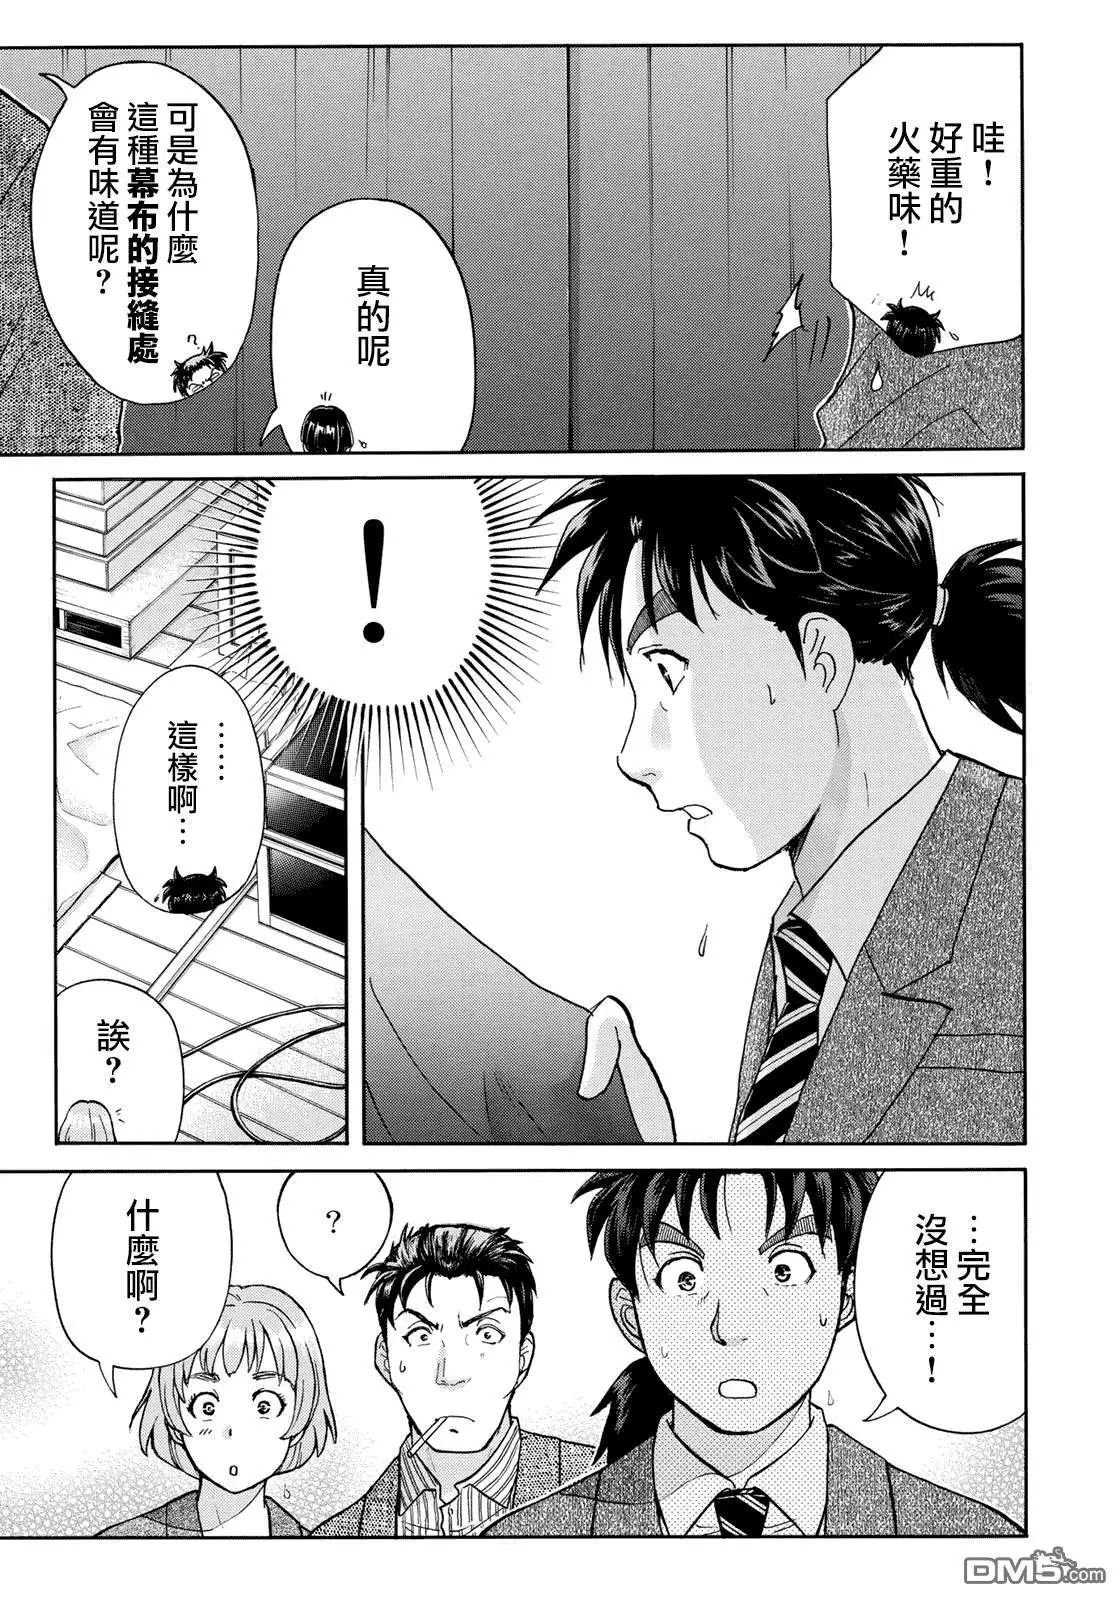 哇！
好重的
火藥味！
真的呢
可是為什麼
這種幕布的接縫處
會有味道呢？
？
！
……
這樣啊…
誒？
…完全
沒想過…！
？
什麼啊？
DM5.com